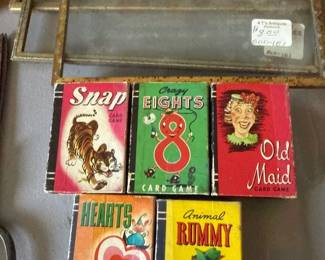 Snap
A
CARD
GAME
Crazy
EIGHTS
8
CARD GAME
Old
Maid
CARD GAME
HEARTS
Animal
RUMMY